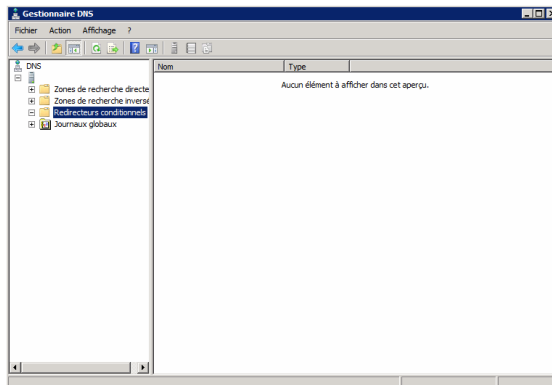 Gestionnaire DNS
Fichier Action Affichage ?
DNS
Zones de recherche directe
Zones de recherche inversé
Redirecteurs conditionnels
Journaux globaux
Nom Type
Aucun élément à afficher dans cet aperçu.